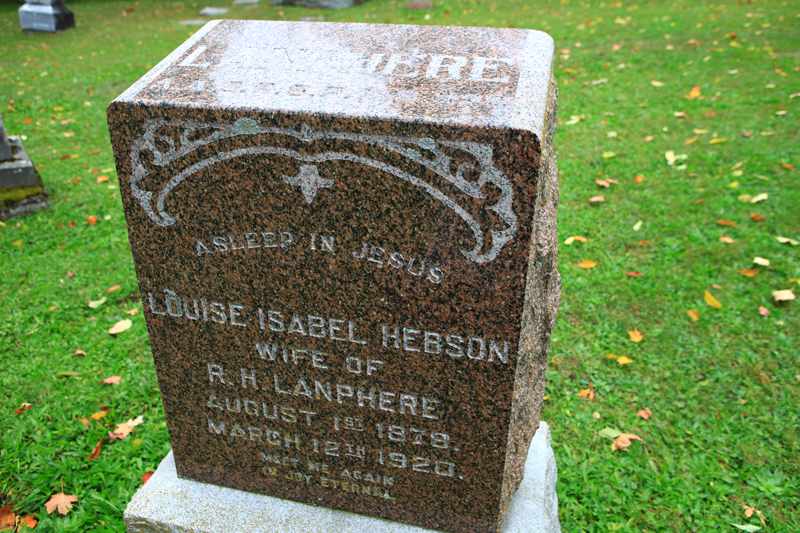 LANPHERE
ASLEEP IN JESUS
LOUISE ISABEL HEBSON
WIFE OF
R. H. LANPHERE
AUGUST 1ST 1879.
MARCH 12TH 1920.
MEET ME AGAIN
IN JOY ETERNAL